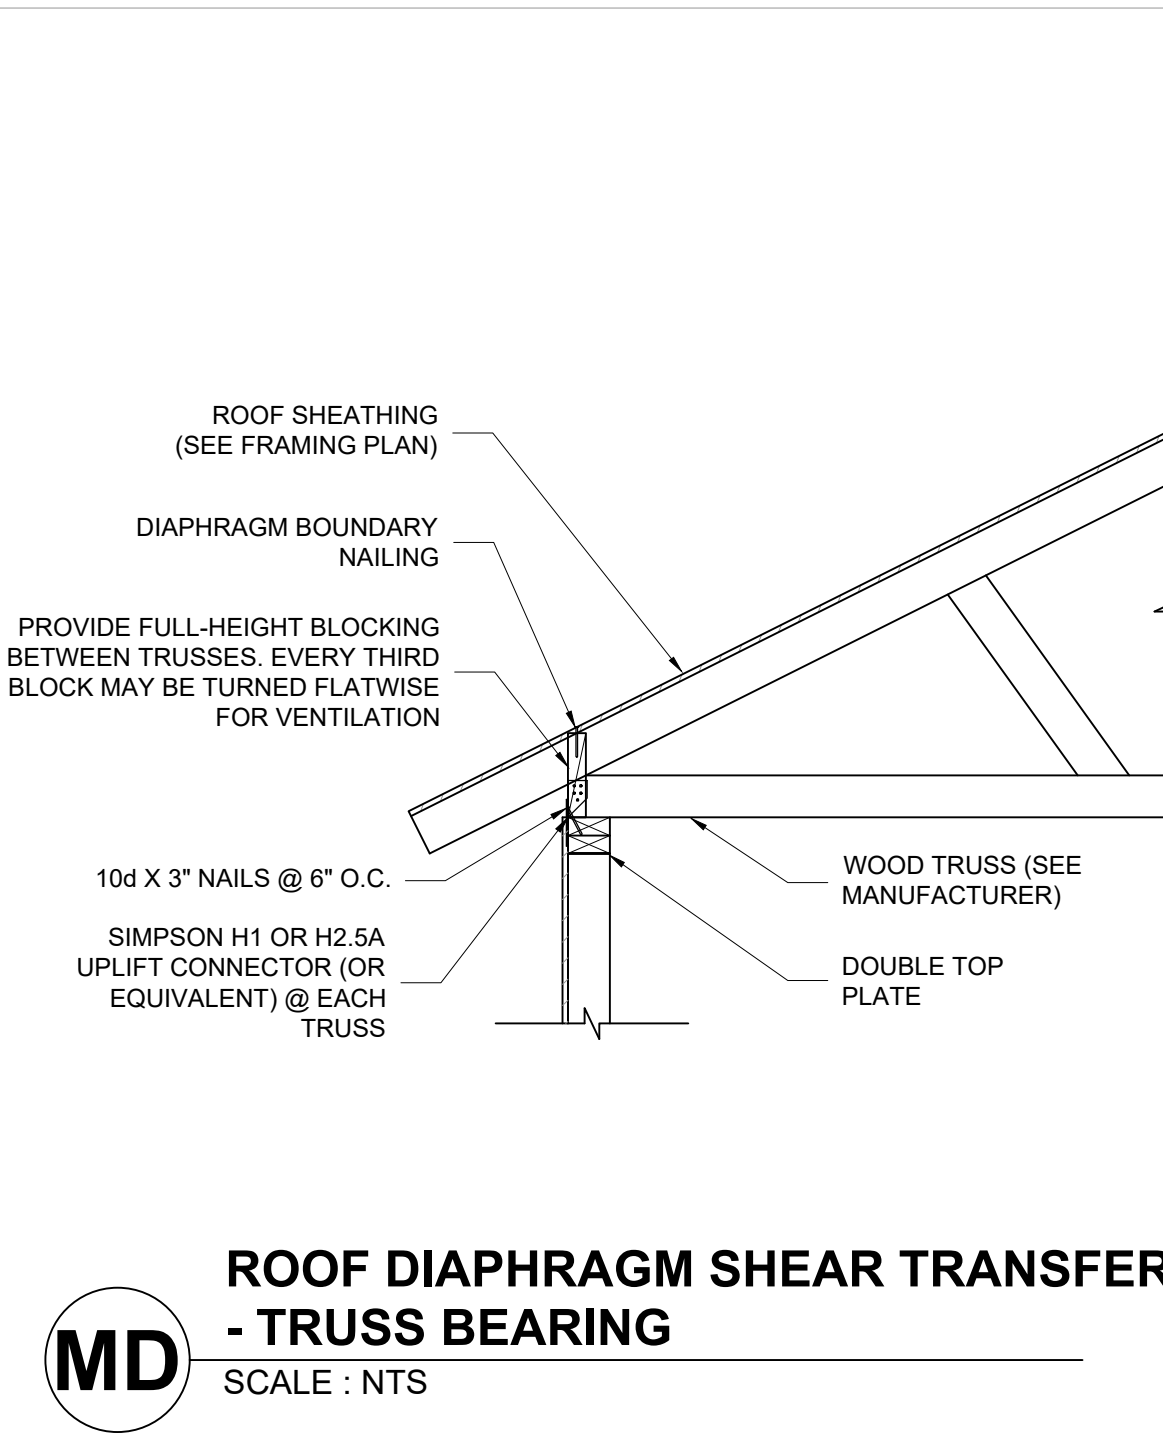 ROOF SHEATHING
(SEE FRAMING PLAN)
DIAPHRAGM BOUNDARY
NAILING
PROVIDE FULL-HEIGHT BLOCKING
BETWEEN TRUSSES. EVERY THIRD
BLOCK MAY BE TURNED FLATWISE
FOR VENTILATION
10d X 3" NAILS @ 6" O.C.
SIMPSON H1 OR H2.5A
UPLIFT CONNECTOR (OR
EQUIVALENT) @ EACH
TRUSS
WOOD TRUSS (SEE
MANUFACTURER)
DOUBLE TOP
PLATE
ROOF DIAPHRAGM SHEAR TRANSFER
- TRUSS BEARING
MD
SCALE : NTS